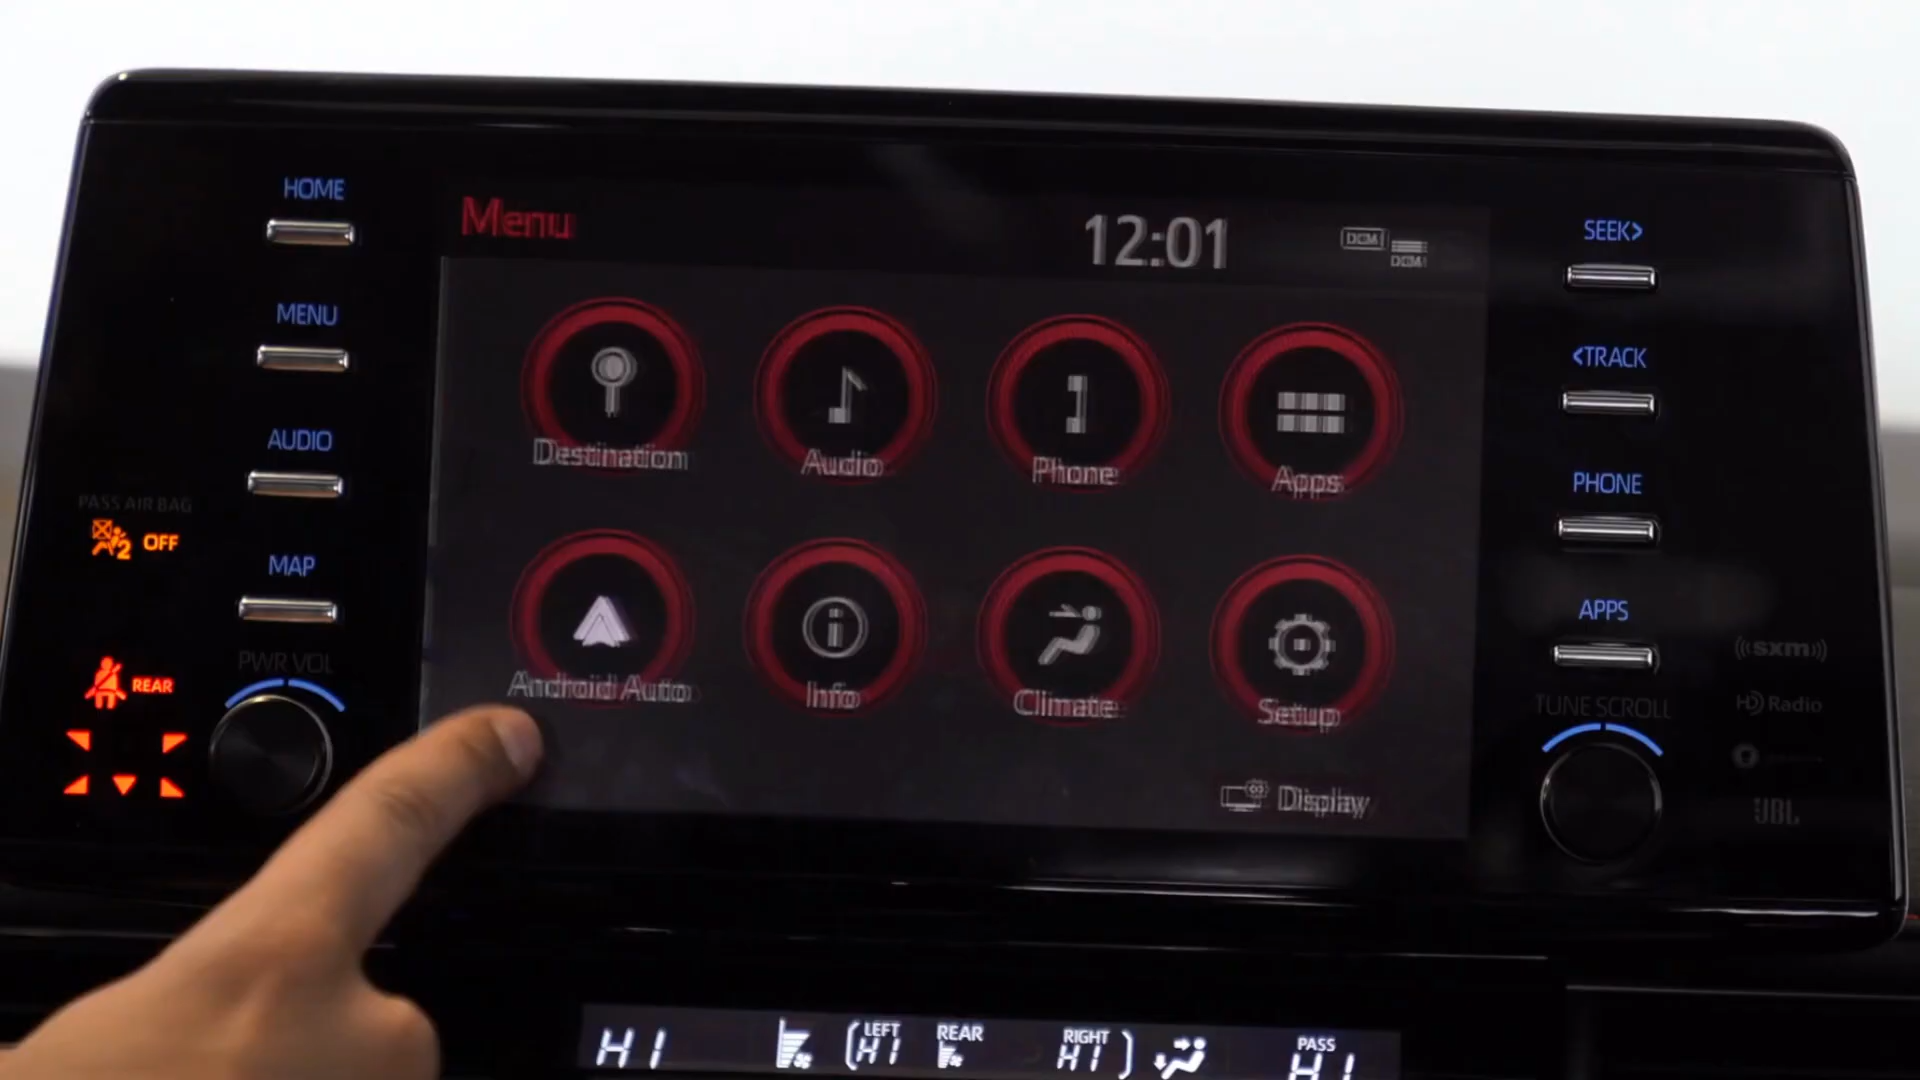 HOME
MENU
AUDIO
MAP
PASS AIR BAG
2 OFF
REAR
PWR VOL
Menu
12:01
DCM
DCM
Destination
Audio
Phone
Apps
Android Auto
Info
Climate
Setup
Display
SEEK>
<TRACK
PHONE
APPS
TUNE SCROLL
((sxm))
HD Radio
JBL
HI
LEFT
HI
REAR
RIGHT
HI
PASS
HI